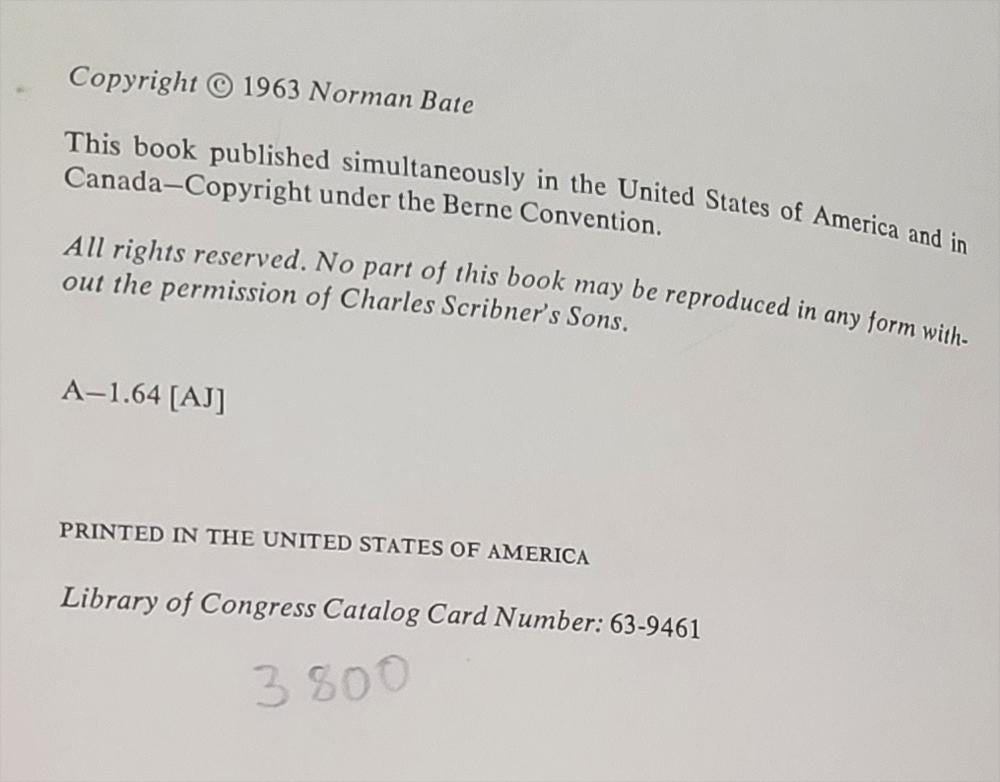 Copyright © 1963 Norman Bate
This book published simultaneously in the United States of America and in
Canada—Copyright under the Berne Convention.
All rights reserved. No part of this book may be reproduced in any form with-
out the permission of Charles Scribner's Sons.
A—1.64 [AJ]
PRINTED IN THE UNITED STATES OF AMERICA
Library of Congress Catalog Card Number: 63-9461
3800